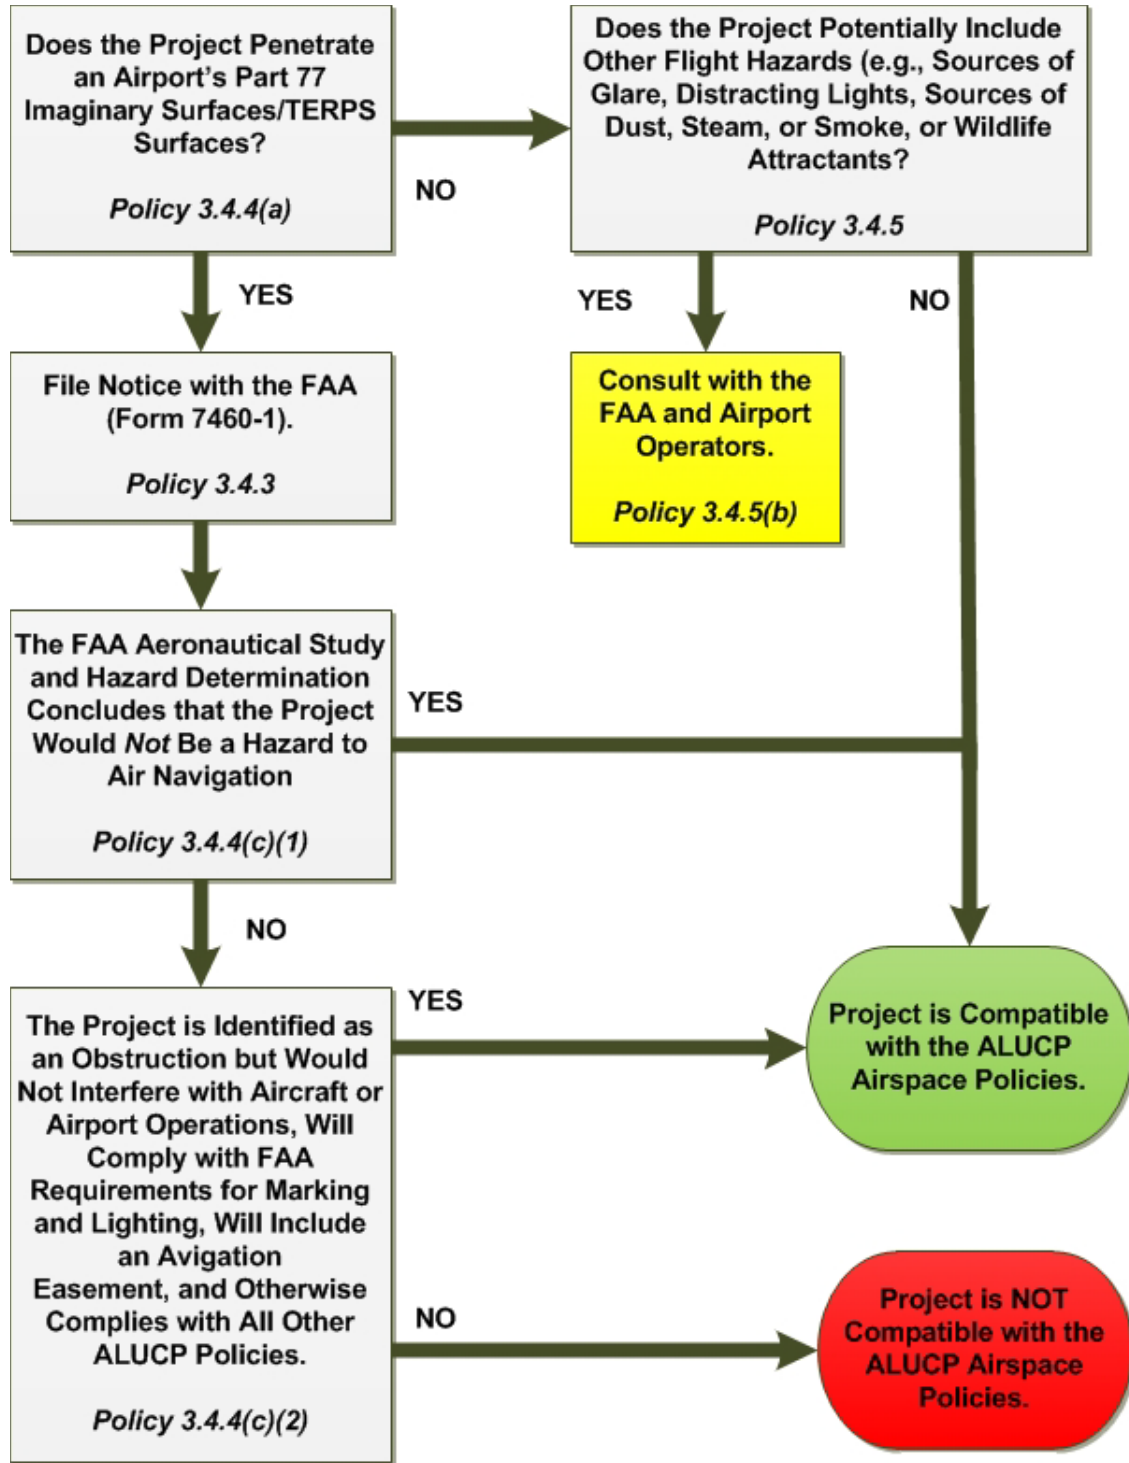 Does the Project Penetrate
an Airport's Part 77
Imaginary Surfaces/TERPS
Surfaces?
Policy 3.4.4(a)
NO
Does the Project Potentially Include
Other Flight Hazards (e.g., Sources of
Glare, Distracting Lights, Sources of
Dust, Steam, or Smoke, or Wildlife
Attractants?
Policy 3.4.5
YES
YES
NO
File Notice with the FAA
(Form 7460-1).
Policy 3.4.3
Consult with the
FAA and Airport
Operators.
Policy 3.4.5(b)
The FAA Aeronautical Study
and Hazard Determination
Concludes that the Project
Would Not Be a Hazard to
Air Navigation
Policy 3.4.4(c)(1)
YES
NO
The Project is Identified as
an Obstruction but Would
Not Interfere with Aircraft or
Airport Operations, Will
Comply with FAA
Requirements for Marking
and Lighting, Will Include
an Avigation
Easement, and Otherwise
Complies with All Other
ALUCP Policies.
Policy 3.4.4(c)(2)
YES
Project is Compatible
with the ALUCP
Airspace Policies.
NO
Project is NOT
Compatible with the
ALUCP Airspace
Policies.